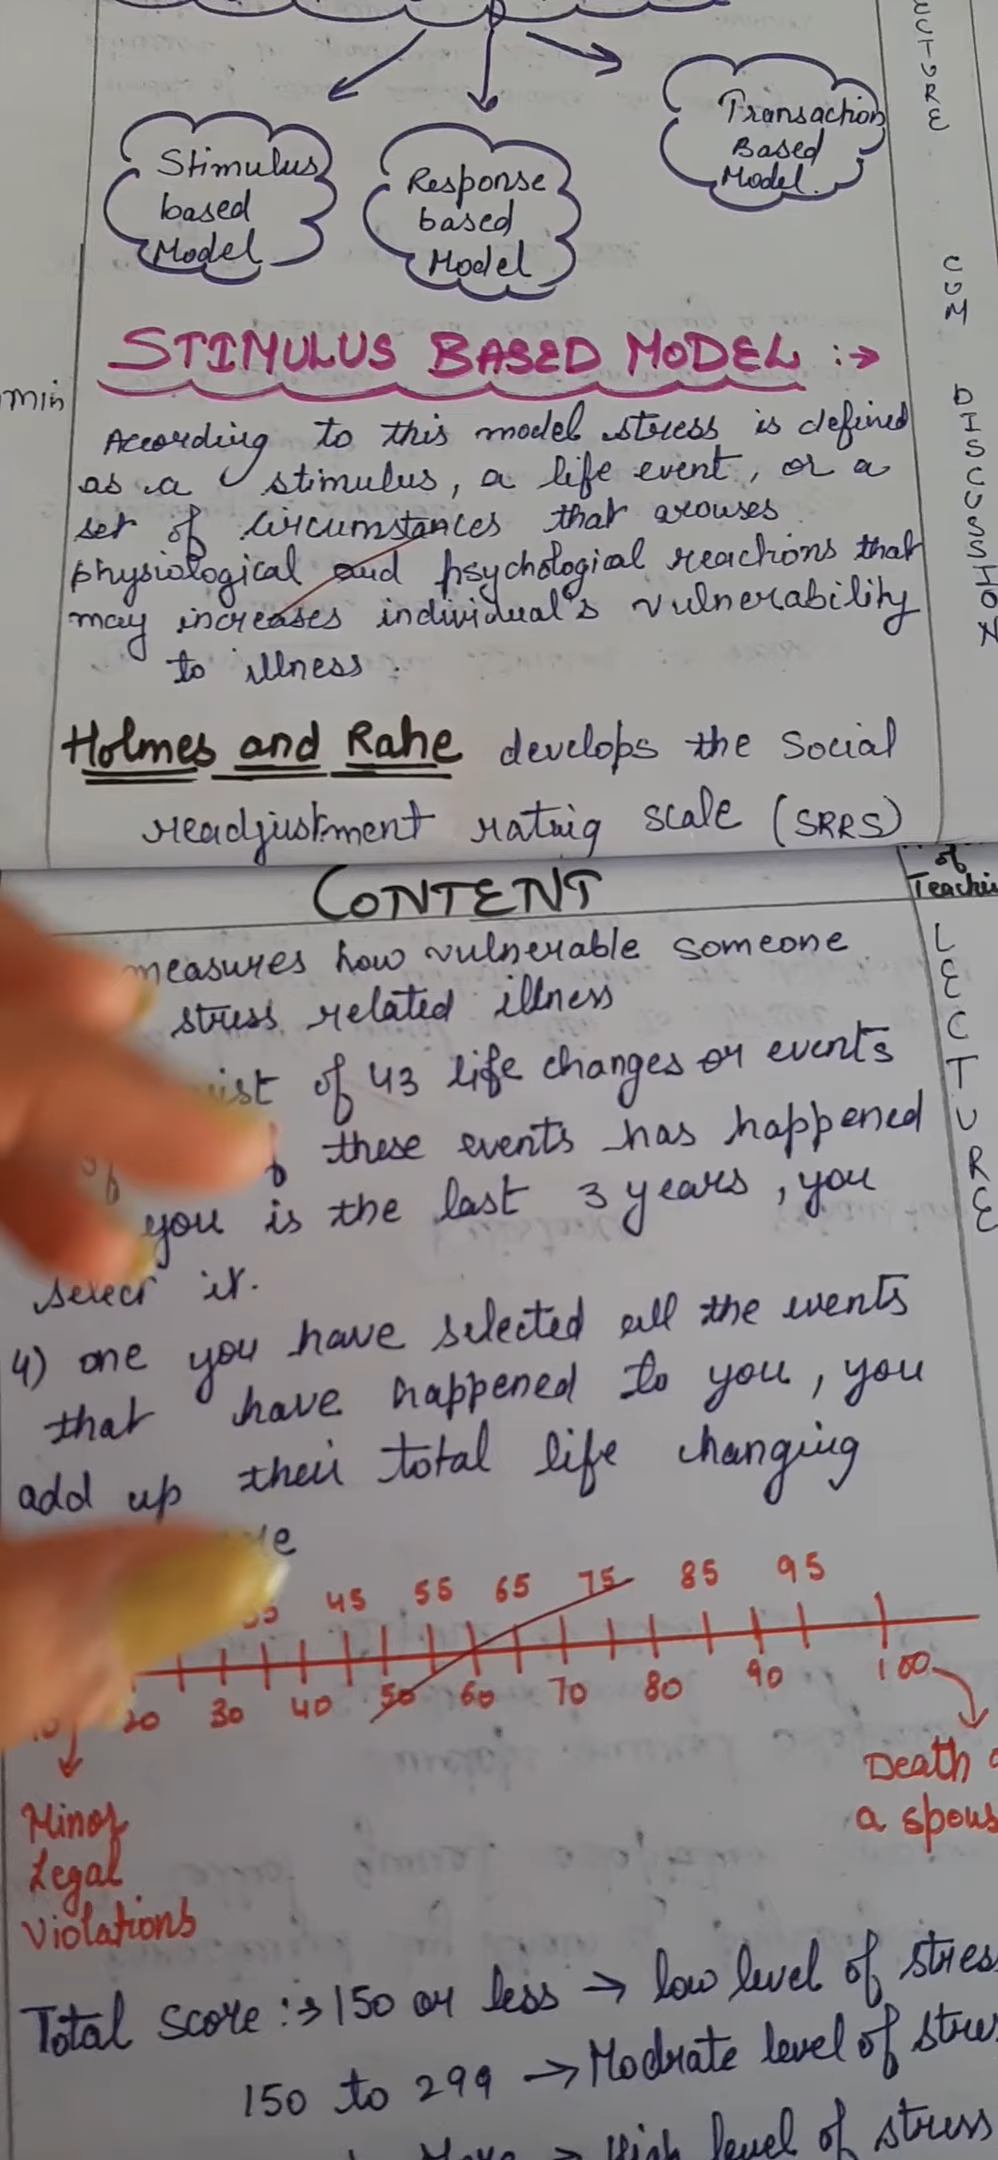 Stimulus
based
Model
Response
based
Model
Transaction
Based
Model.
STIMULUS BASED MODEL :→
min
According to this model stress is defined
as a stimulus, a life event, or a
set of circumstances that arouses
physiological and psychological reactions that
may increases individual's vulnerability
to illness.
Holmes and Rahe develops the Social
readjustment rating scale (SRRS)
ECTURE
CUM
DISCUSSION
CONTENT
of
Teachi
measures how vulnerable someone
stress related illness
of 43 life changes or events
these events has happened
you is the last 3 years, you
select it.
4) one you have selected all the events
that have happened to you, you
add up their total life changing
LECTURE
45 55 65 75 85 95
20 30 40 50 60 70 80 90 100
Minor
Legal
Violations
Death
a spous
Total Score :→ 150 or less → low level of stres
150 to 299 → Modrate level of stre
More → High level of stress